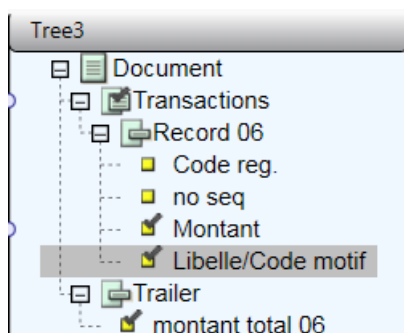 Tree3
Document
Transactions
Record 06
Code reg.
no seq
Montant
Libelle/Code motif
Trailer
montant total 06